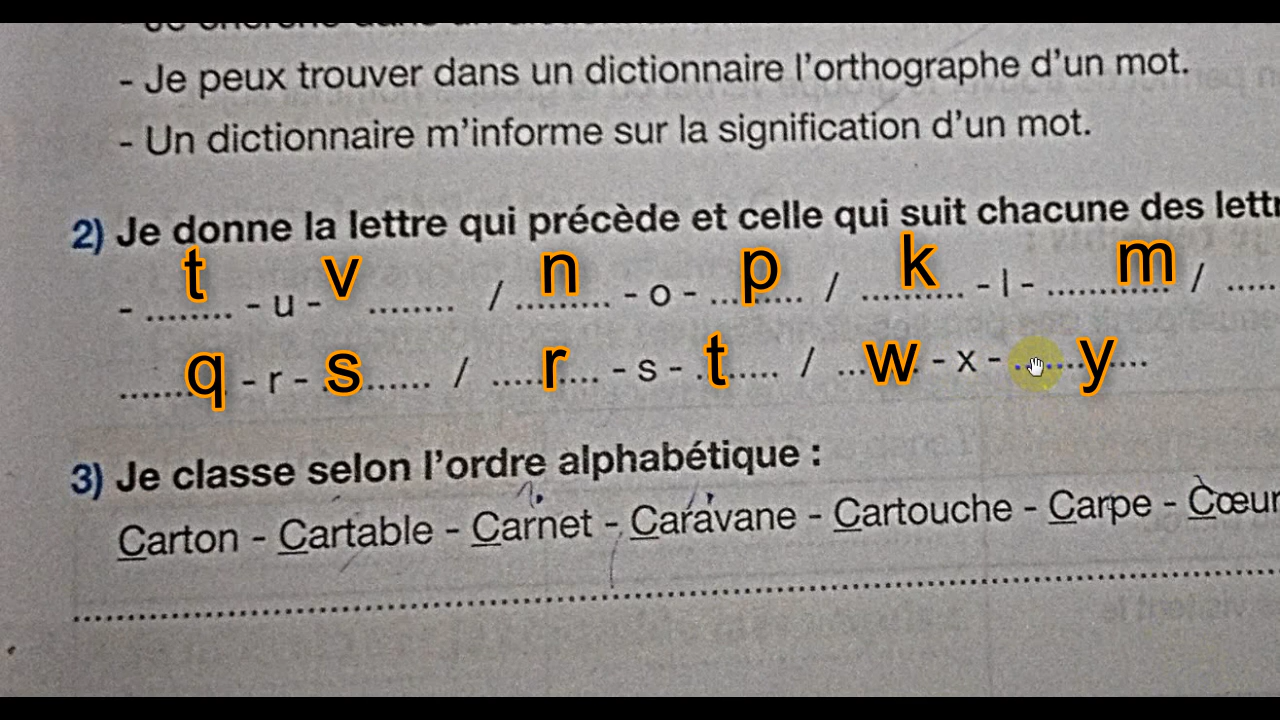 - Je peux trouver dans un dictionnaire l'orthographe d'un mot.
- Un dictionnaire m'informe sur la signification d'un mot.
2) Je donne la lettre qui précède et celle qui suit chacune des lettr
- ...t..... - u - v ........ / ....n..... - o - ....p.... / .....k..... - l - .......m...... / .....
.......q - r - s...... / .....r.... - s - .t..... / ...w. - x - .......y....
3) Je classe selon l'ordre alphabétique :
Carton - Cartable - Carnet - Caravane - Cartouche - Carpe - Cœur